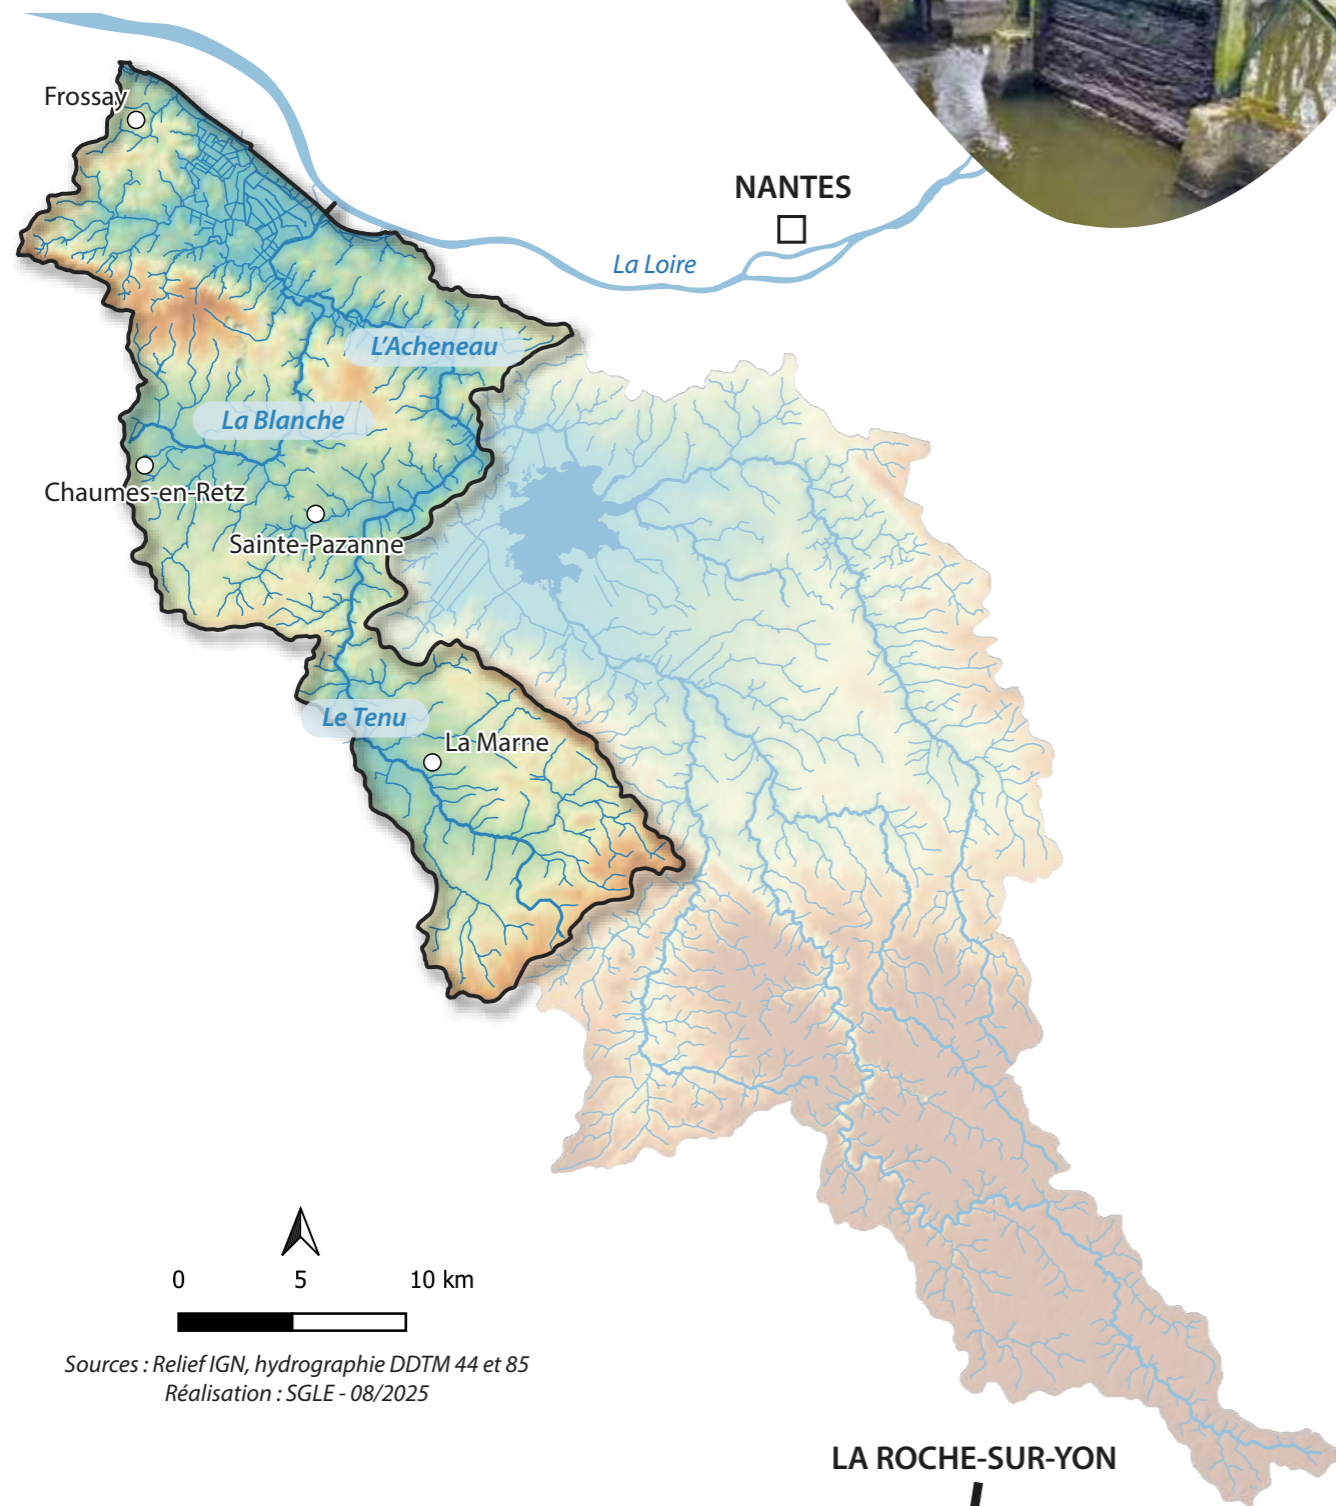 Frossay
NANTES
La Loire
L'Acheneau
La Blanche
Chaumes-en-Retz
Sainte-Pazanne
Le Tenu
La Marne
0 5 10 km
Sources : Relief IGN, hydrographie DDTM 44 et 85
Réalisation : SGLE - 08/2025
LA ROCHE-SUR-YON